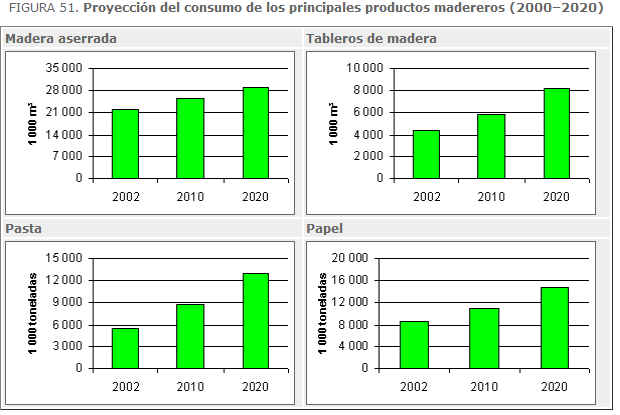 FIGURA 51. Proyección del consumo de los principales productos madereros (2000–2020)
Madera aserrada
35 000
28 000
21 000
14 000
7 000
0
1 000 m³
2002 2010 2020
Tableros de madera
10 000
8 000
6 000
4 000
2 000
0
1 000 m³
2002 2010 2020
Pasta
15 000
12 000
9 000
6 000
3 000
0
1 000 toneladas
2002 2010 2020
Papel
20 000
16 000
12 000
8 000
4 000
0
1 000 toneladas
2002 2010 2020